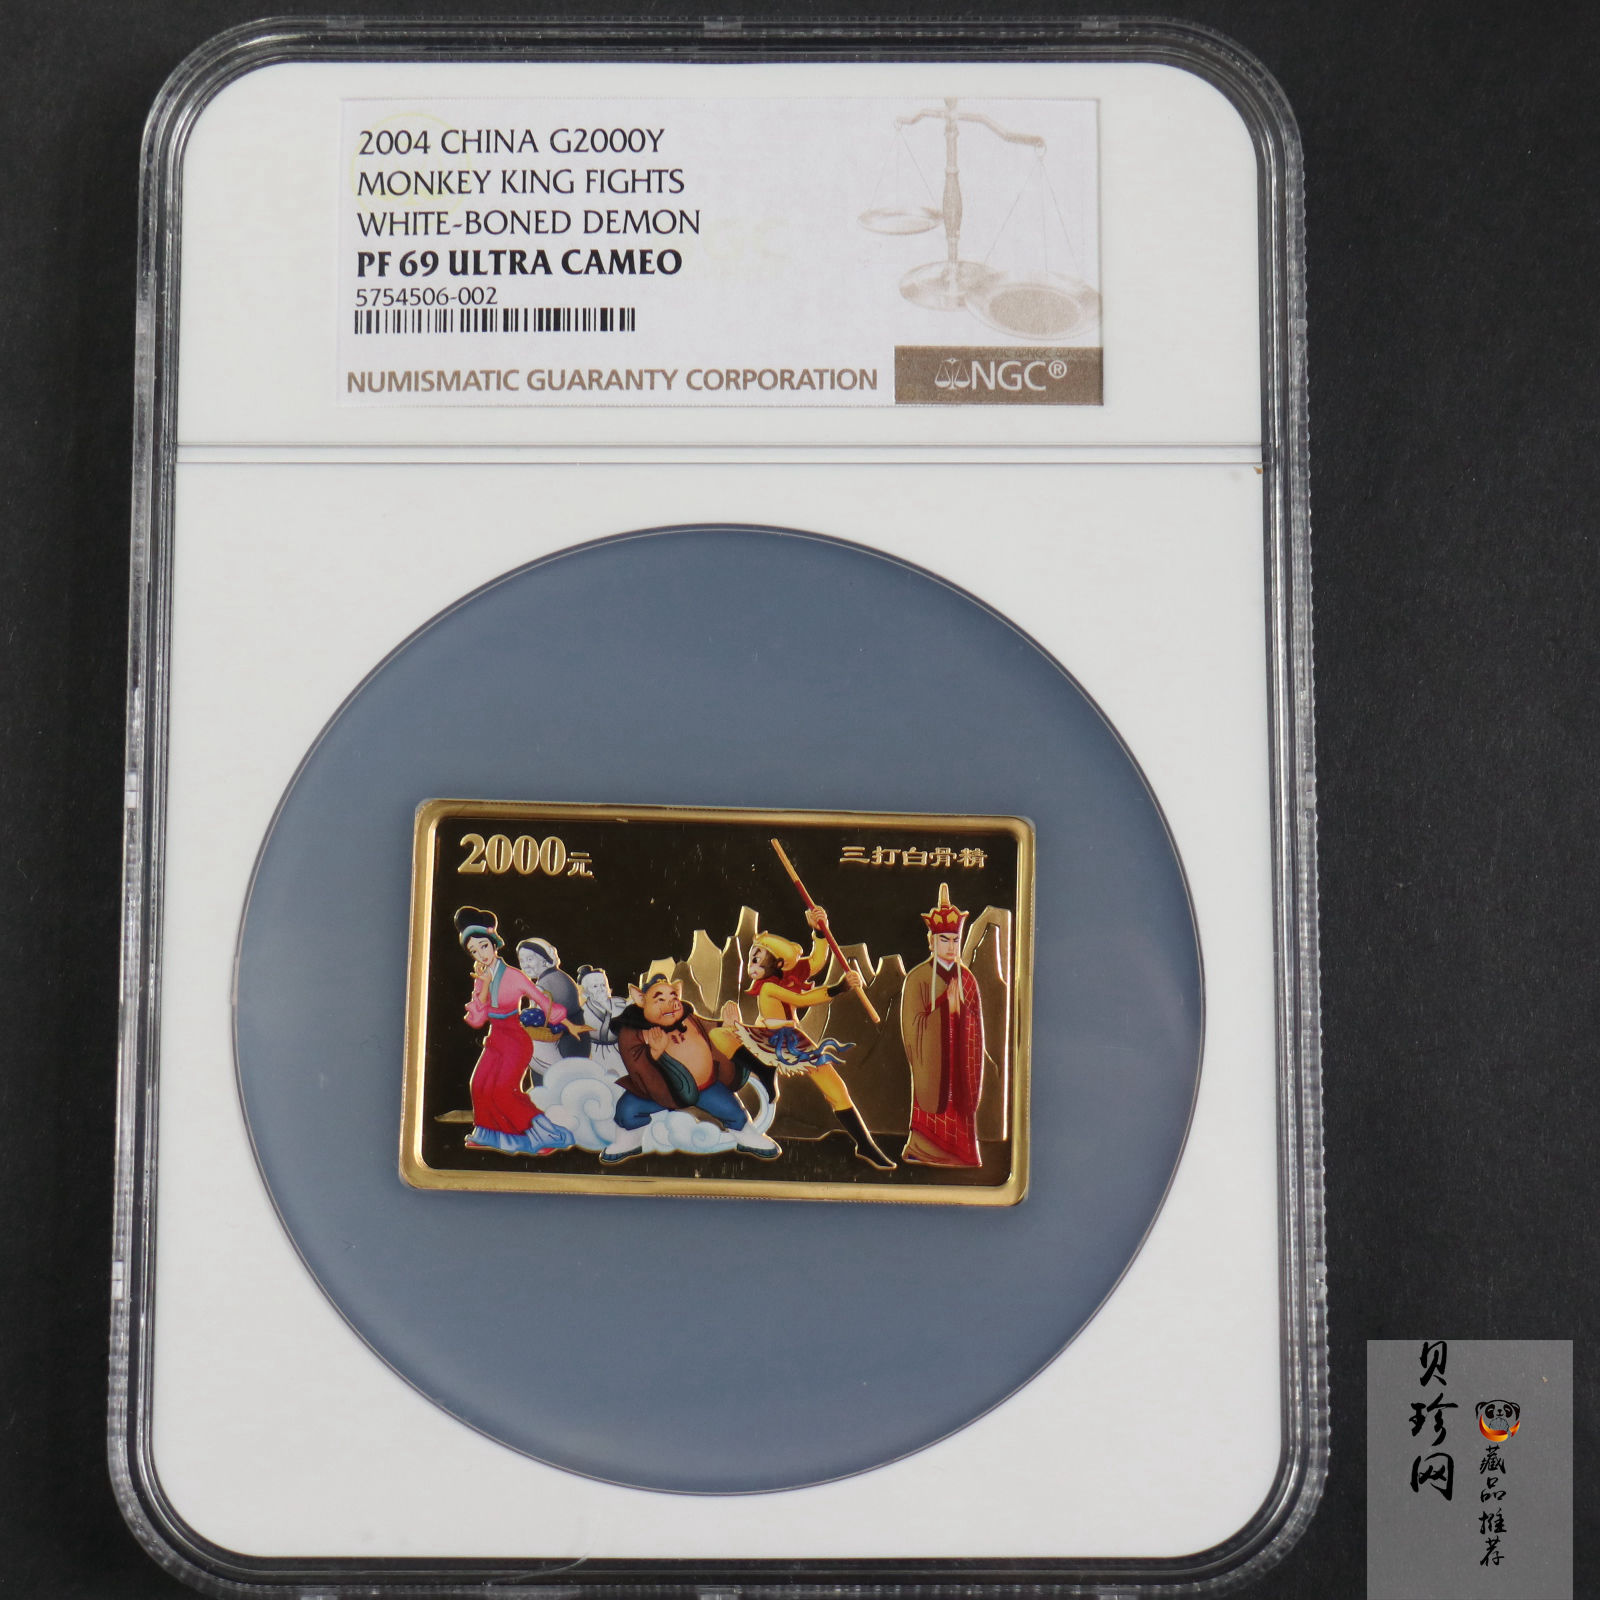 2004 CHINA G2000Y
MONKEY KING FIGHTS
WHITE-BONED DEMON
PF 69 ULTRA CAMEO
5754506-002
NUMISMATIC GUARANTY CORPORATION
NGC®
2000元
三打白骨精
贝珍网
藏品推荐